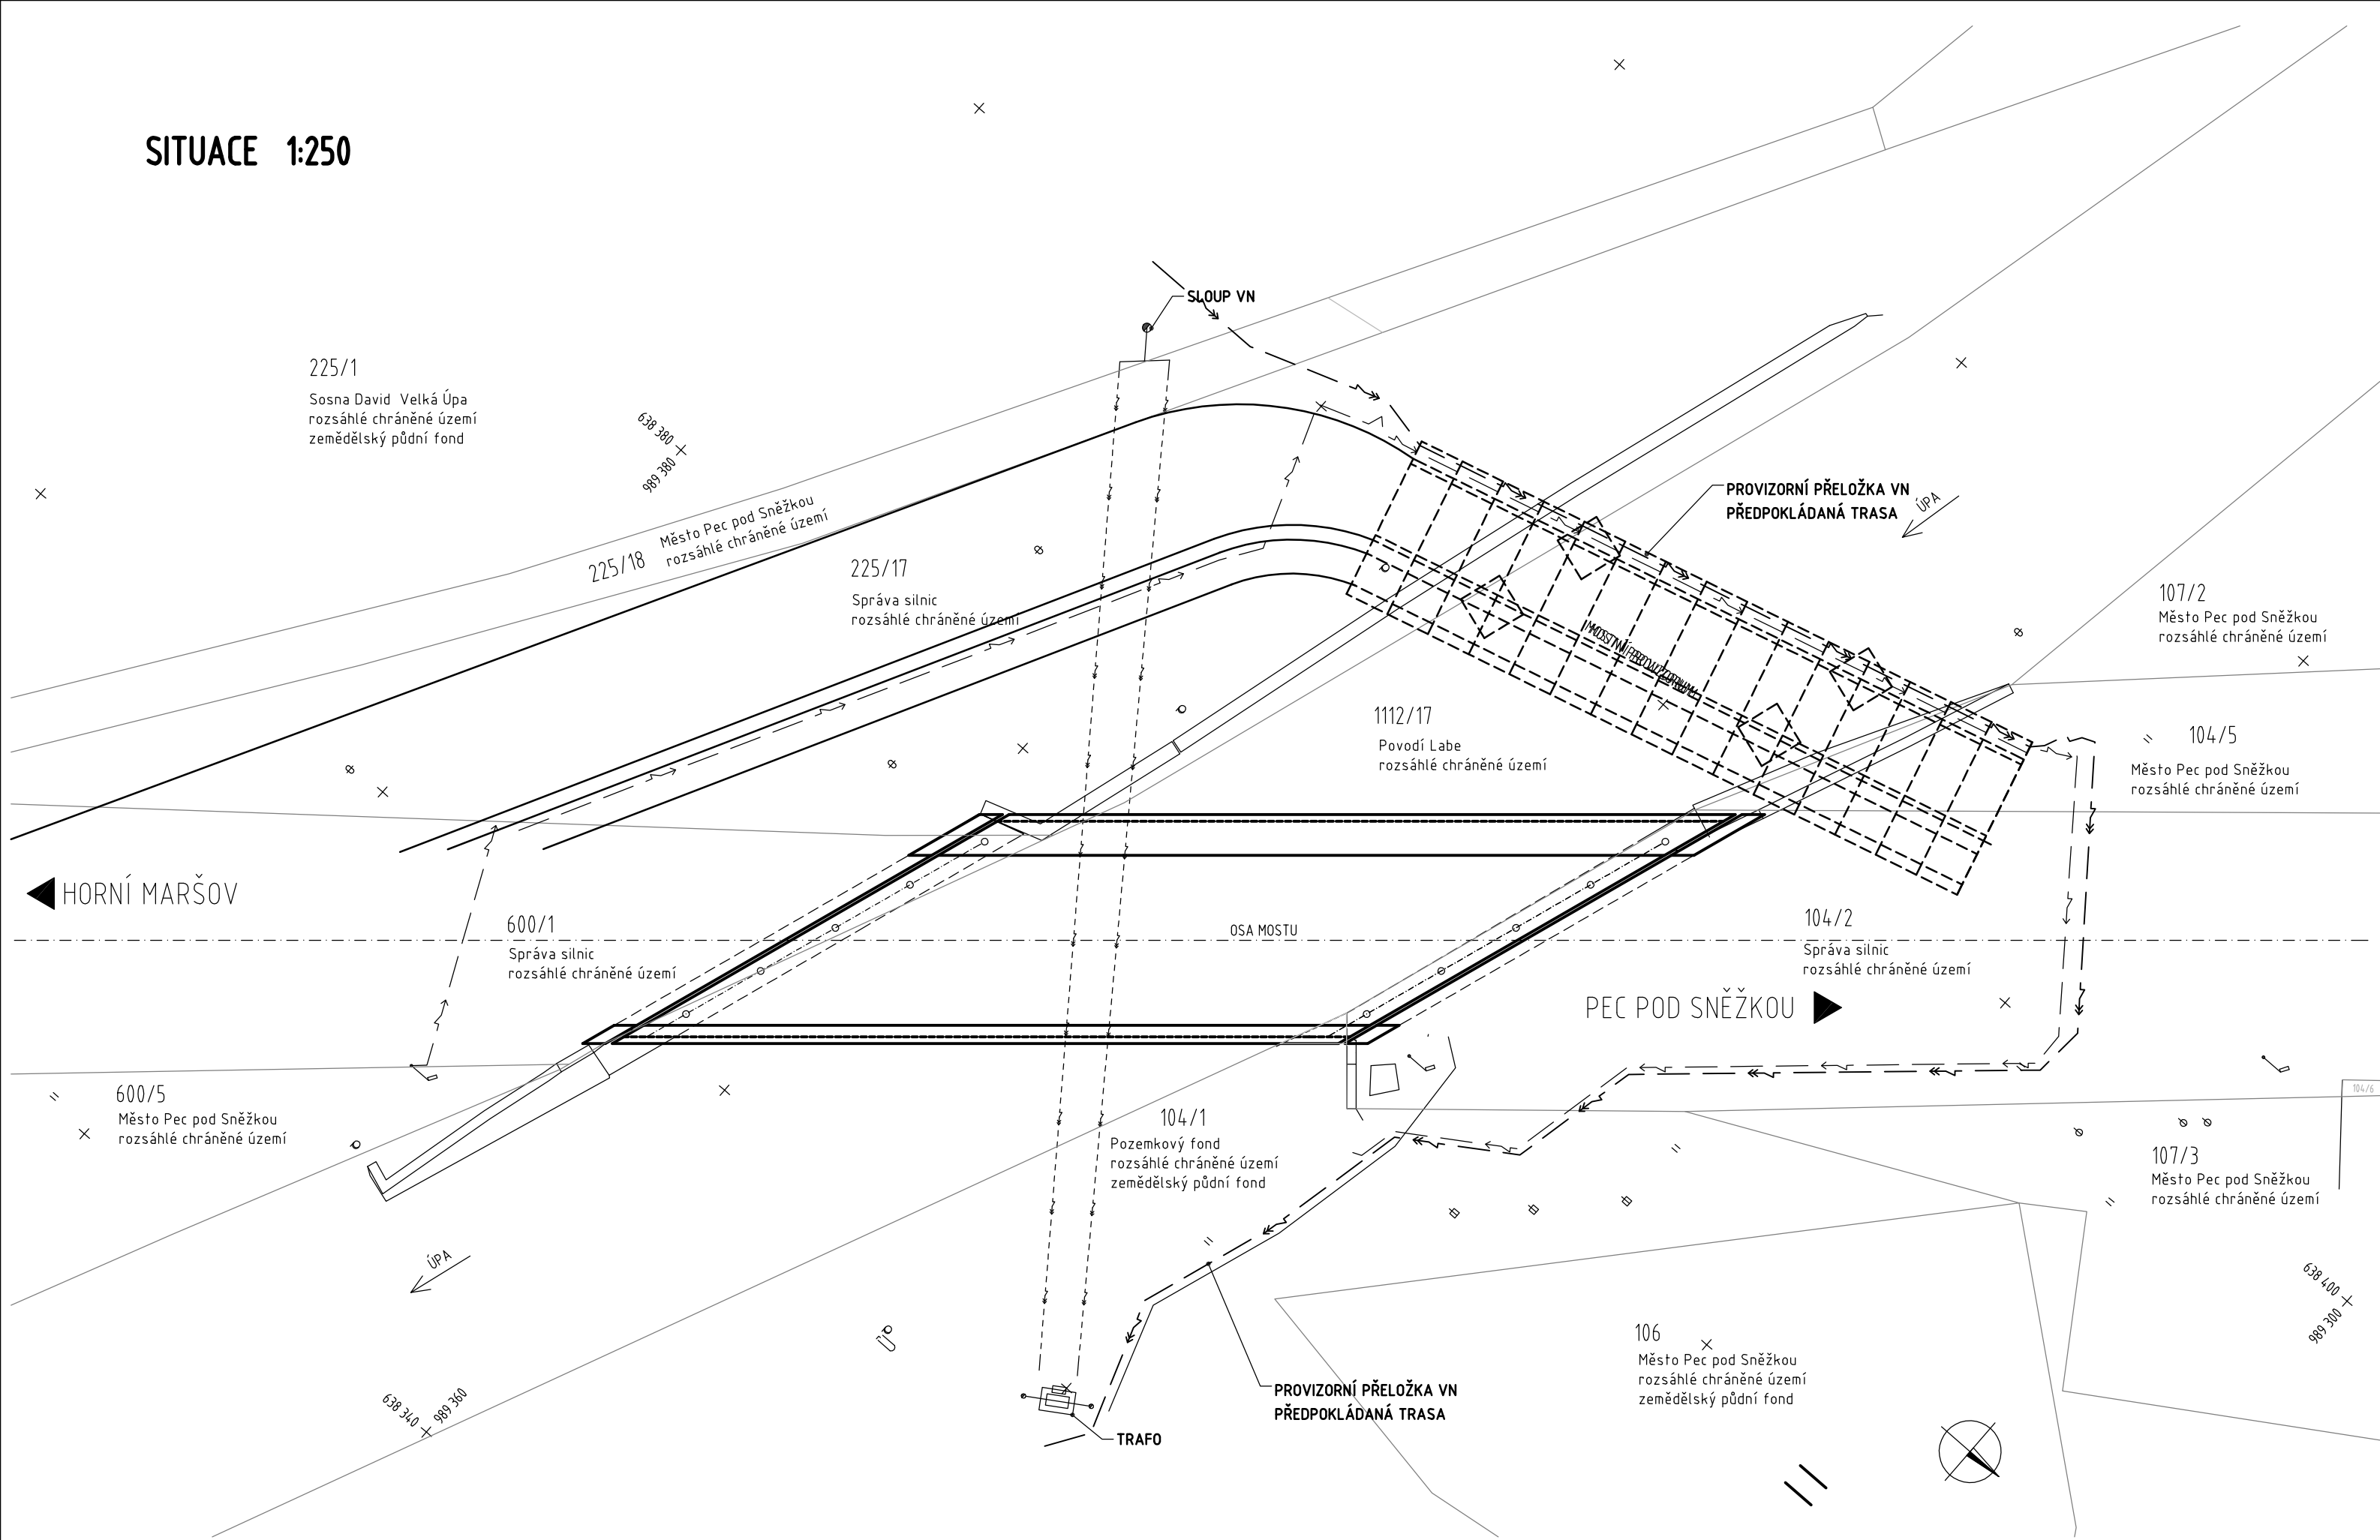 SITUACE 1:250
SLOUP VN
225/1
Sosna David Velká Úpa
rozsáhlé chráněné území
zemědělský půdní fond
638 380
989 380
225/18
Město Pec pod Sněžkou
rozsáhlé chráněné území
225/17
Správa silnic
rozsáhlé chráněné území
PROVIZORNÍ PŘELOŽKA VN
PŘEDPOKLÁDANÁ TRASA
ÚPA
107/2
Město Pec pod Sněžkou
rozsáhlé chráněné území
1112/17
Povodí Labe
rozsáhlé chráněné území
104/5
Město Pec pod Sněžkou
rozsáhlé chráněné území
HORNÍ MARŠOV
600/1
Správa silnic
rozsáhlé chráněné území
OSA MOSTU
104/2
Správa silnic
rozsáhlé chráněné území
PEC POD SNĚŽKOU
600/5
Město Pec pod Sněžkou
rozsáhlé chráněné území
104/1
Pozemkový fond
rozsáhlé chráněné území
zemědělský půdní fond
104/6
107/3
Město Pec pod Sněžkou
rozsáhlé chráněné území
ÚPA
638 400
989 300
106
Město Pec pod Sněžkou
rozsáhlé chráněné území
zemědělský půdní fond
638 340
989 360
PROVIZORNÍ PŘELOŽKA VN
PŘEDPOKLÁDANÁ TRASA
TRAFO